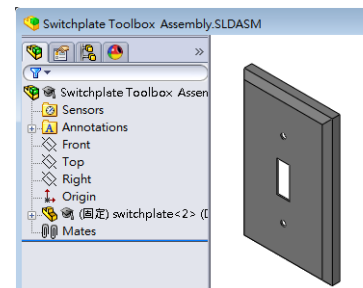 Switchplate Toolbox Assembly.SLDASM
»
Switchplate Toolbox Assen
Sensors
A Annotations
Front
Top
Right
Origin
(固定) switchplate<2> (D
Mates